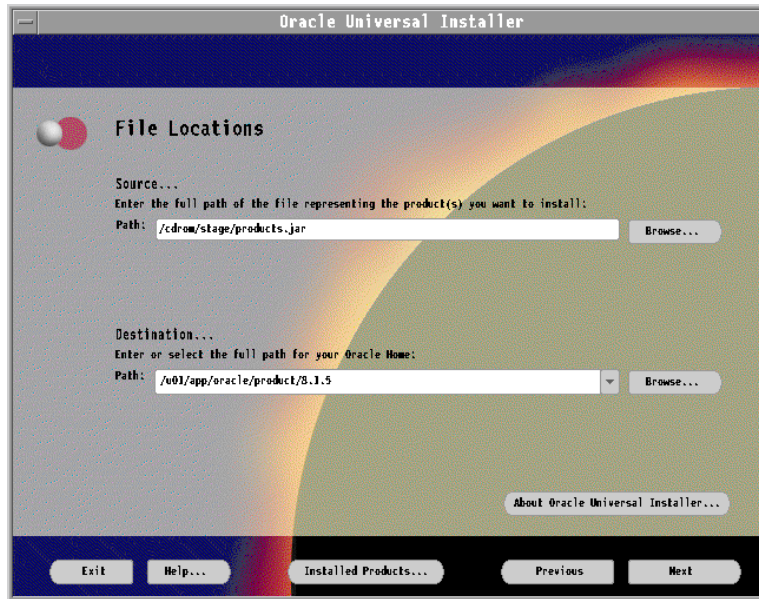 Oracle Universal Installer
File Locations
Source...
Enter the full path of the file representing the product(s) you want to install:
Path: /cdrom/stage/products.jar Browse...
Destination...
Enter or select the full path for your Oracle Home:
Path: /u01/app/oracle/product/8.1.5 Browse...
About Oracle Universal Installer...
Exit Help... Installed Products... Previous Next